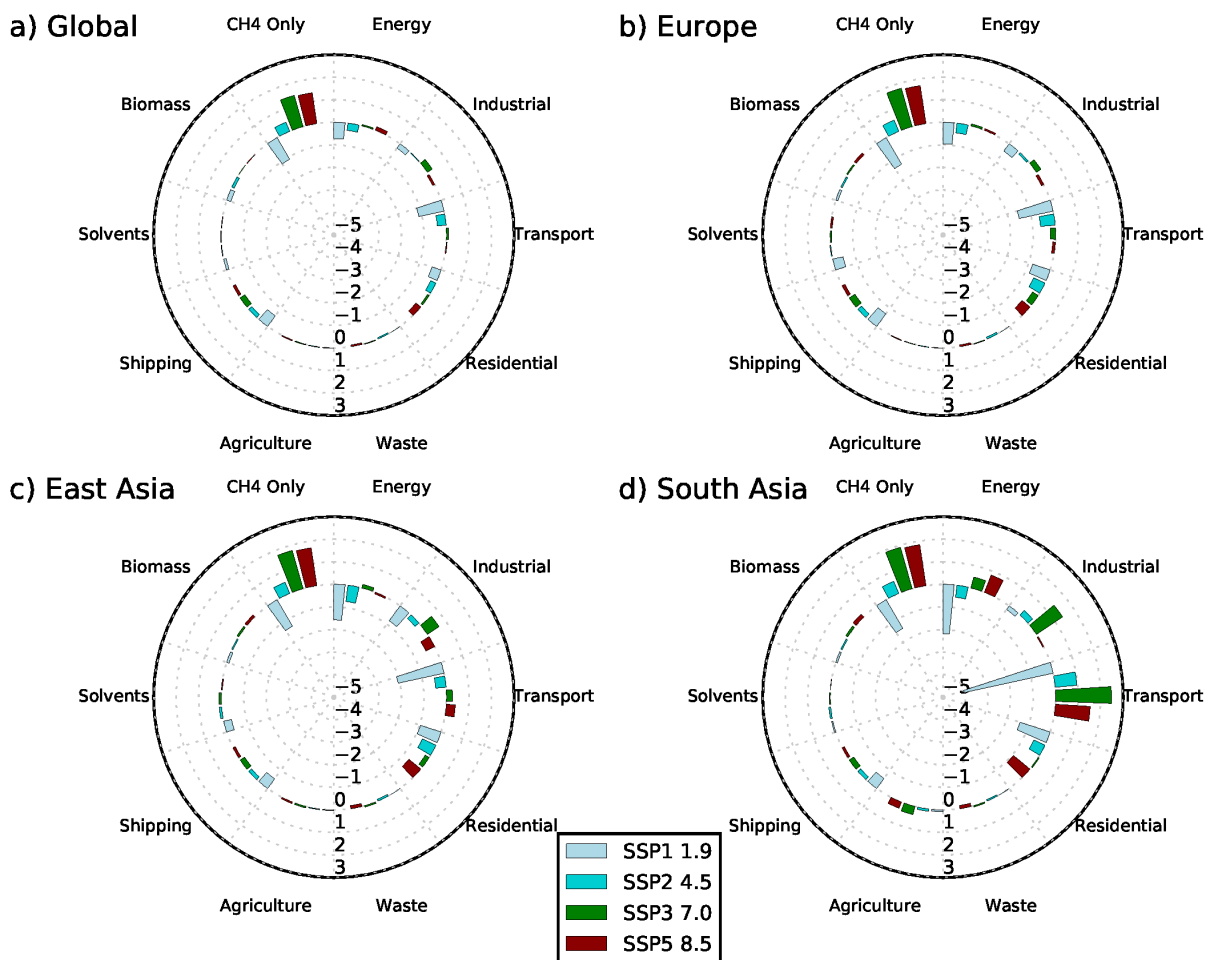 a) Global
CH4 Only
Energy
Biomass
Industrial
Solvents
Transport
Shipping
Residential
Agriculture
Waste
−5
−4
−3
−2
−1
0
1
2
3
b) Europe
CH4 Only
Energy
Biomass
Industrial
Solvents
Transport
Shipping
Residential
Agriculture
Waste
−5
−4
−3
−2
−1
0
1
2
3
c) East Asia
CH4 Only
Energy
Biomass
Industrial
Solvents
Transport
Shipping
Residential
Agriculture
Waste
−5
−4
−3
−2
−1
0
1
2
3
d) South Asia
CH4 Only
Energy
Biomass
Industrial
Solvents
Transport
Shipping
Residential
Agriculture
Waste
−5
−4
−3
−2
−1
0
1
2
3
SSP1 1.9
SSP2 4.5
SSP3 7.0
SSP5 8.5